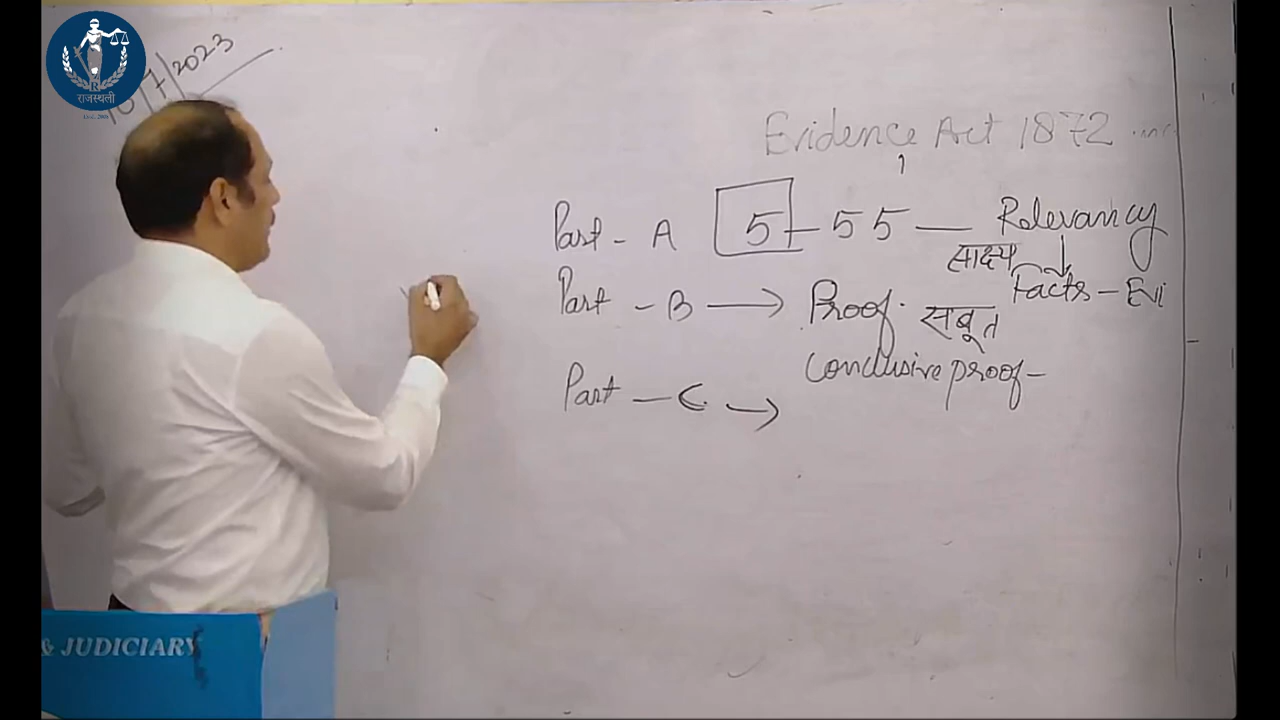 राजस्थली
10/7/2023
Evidence Act 1872
Part - A 5 - 55 — Relevancy
साक्ष्य
Facts - Evi
Part - B → Proof. सबूत
Conclusive proof -
Part - C. →
& JUDICIARY